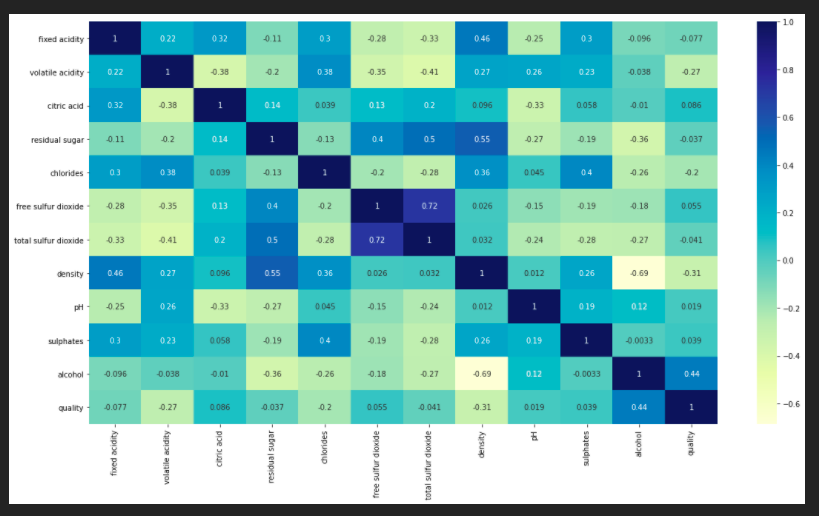 fixed acidity 1 0.22 0.32 -0.11 0.3 -0.28 -0.33 0.46 -0.25 0.3 -0.096 -0.077
volatile acidity 0.22 1 -0.38 -0.2 0.38 -0.35 -0.41 0.27 0.26 0.23 -0.038 -0.27
citric acid 0.32 -0.38 1 0.14 0.039 0.13 0.2 0.096 -0.33 0.058 -0.01 0.086
residual sugar -0.11 -0.2 0.14 1 -0.13 0.4 0.5 0.55 -0.27 -0.19 -0.36 -0.037
chlorides 0.3 0.38 0.039 -0.13 1 -0.2 -0.28 0.36 0.045 0.4 -0.26 -0.2
free sulfur dioxide -0.28 -0.35 0.13 0.4 -0.2 1 0.72 0.026 -0.15 -0.19 -0.18 0.055
total sulfur dioxide -0.33 -0.41 0.2 0.5 -0.28 0.72 1 0.032 -0.24 -0.28 -0.27 -0.041
density 0.46 0.27 0.096 0.55 0.36 0.026 0.032 1 0.012 0.26 -0.69 -0.31
pH -0.25 0.26 -0.33 -0.27 0.045 -0.15 -0.24 0.012 1 0.19 0.12 0.019
sulphates 0.3 0.23 0.058 -0.19 0.4 -0.19 -0.28 0.26 0.19 1 -0.0033 0.039
alcohol -0.096 -0.038 -0.01 -0.36 -0.26 -0.18 -0.27 -0.69 0.12 -0.0033 1 0.44
quality -0.077 -0.27 0.086 -0.037 -0.2 0.055 -0.041 -0.31 0.019 0.039 0.44 1
fixed acidity
volatile acidity
citric acid
residual sugar
chlorides
free sulfur dioxide
total sulfur dioxide
density
pH
sulphates
alcohol
quality
1.0
0.8
0.6
0.4
0.2
0.0
-0.2
-0.4
-0.6